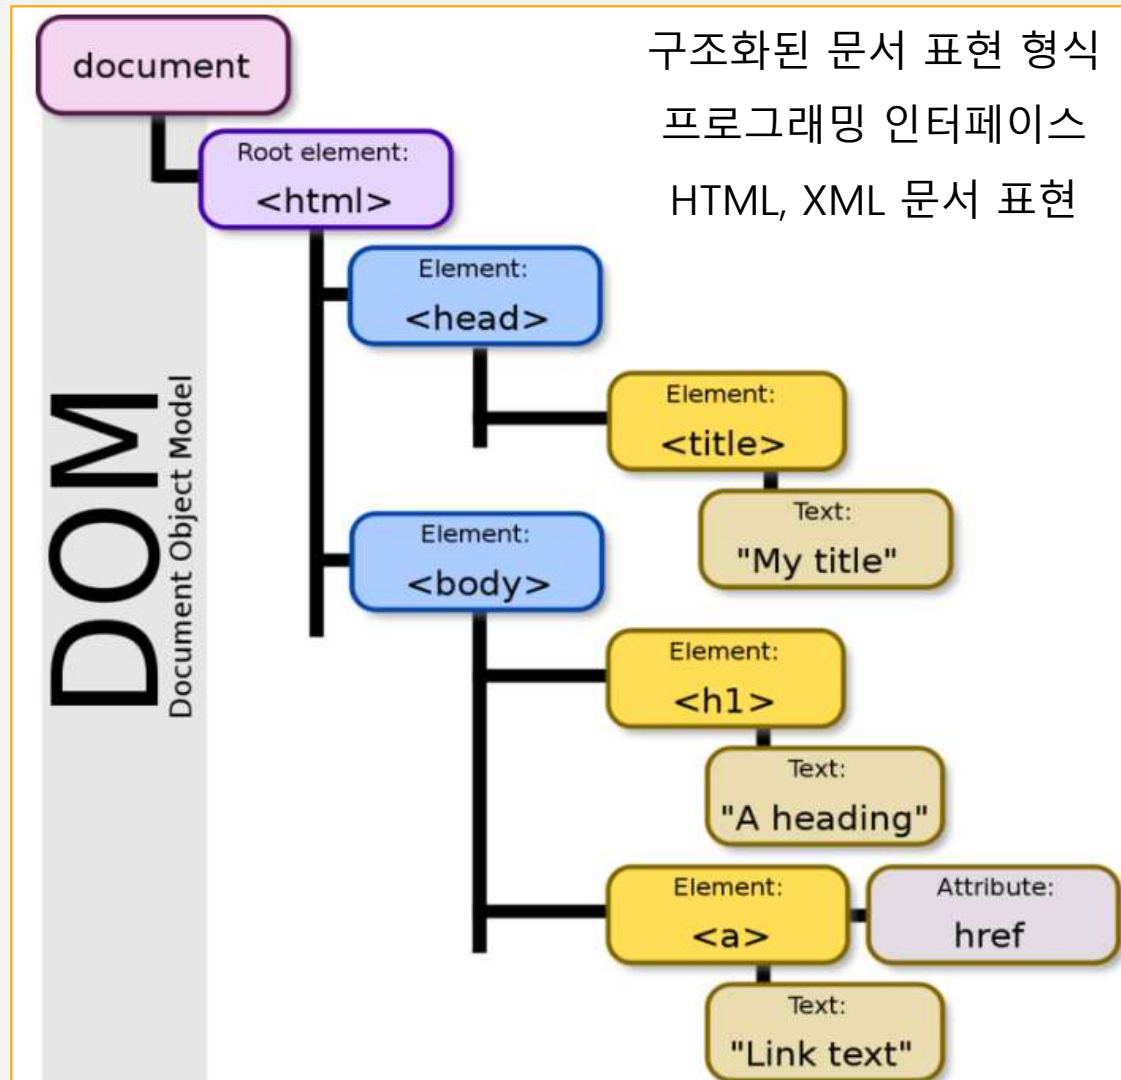 document
구조화된 문서 표현 형식
프로그래밍 인터페이스
HTML, XML 문서 표현
Root element:
<html>
Element:
<head>
Element:
<title>
Text:
"My title"
DOM
Document Object Model
Element:
<body>
Element:
<h1>
Text:
"A heading"
Element:
<a>
Attribute:
href
Text:
"Link text"